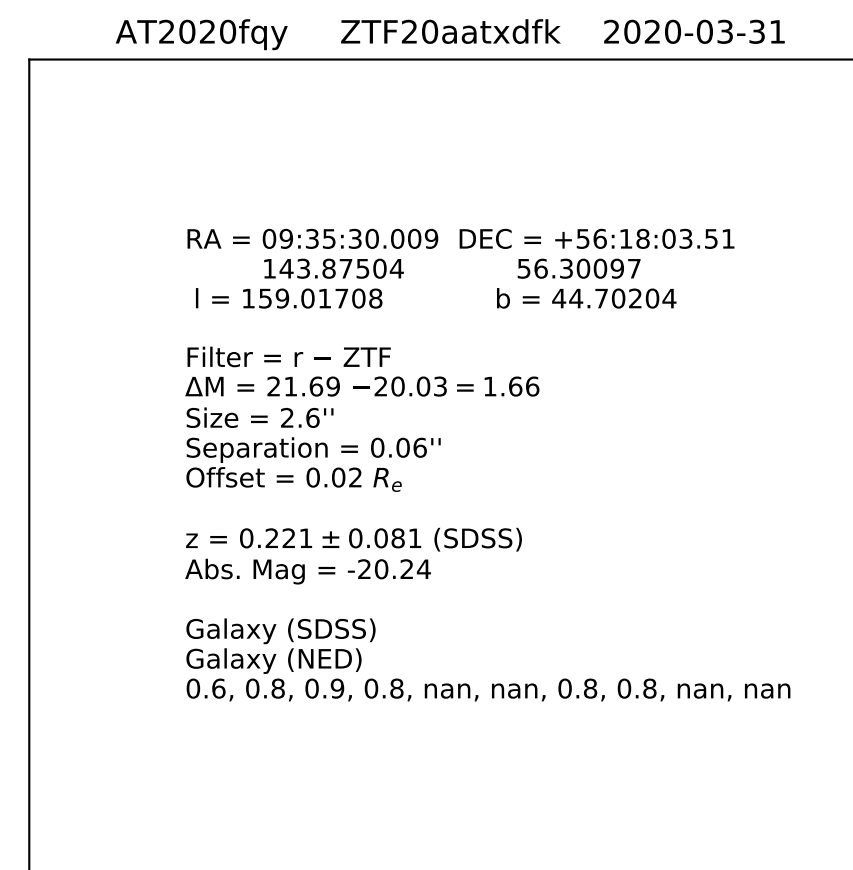 AT2020fqy ZTF20aatxdfk 2020-03-31
RA = 09:35:30.009 DEC = +56:18:03.51
143.87504 56.30097
l = 159.01708 b = 44.70204
Filter = r − ZTF
ΔM = 21.69 −20.03 = 1.66
Size = 2.6''
Separation = 0.06''
Offset = 0.02 Re
z = 0.221 ± 0.081 (SDSS)
Abs. Mag = -20.24
Galaxy (SDSS)
Galaxy (NED)
0.6, 0.8, 0.9, 0.8, nan, nan, 0.8, 0.8, nan, nan